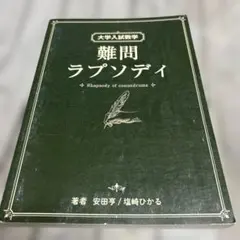 大学入試数学
難問
ラプソディ
Rhapsody of conundrums
著者 安田亨/塩崎ひかる